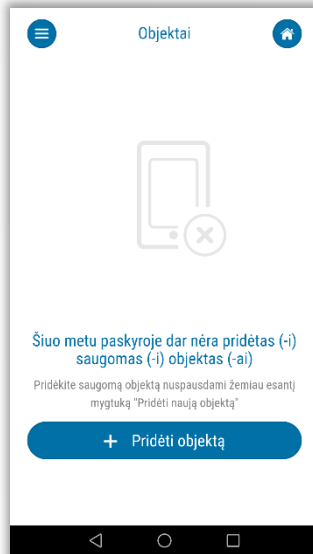 Objektai
Šiuo metu paskyroje dar nėra pridėtas (-i)
saugomas (-i) objektas (-ai)
Pridėkite saugomą objektą nuspausdami žemiau esantį
mygtuką "Pridėti naują objektą"
+ Pridėti objektą